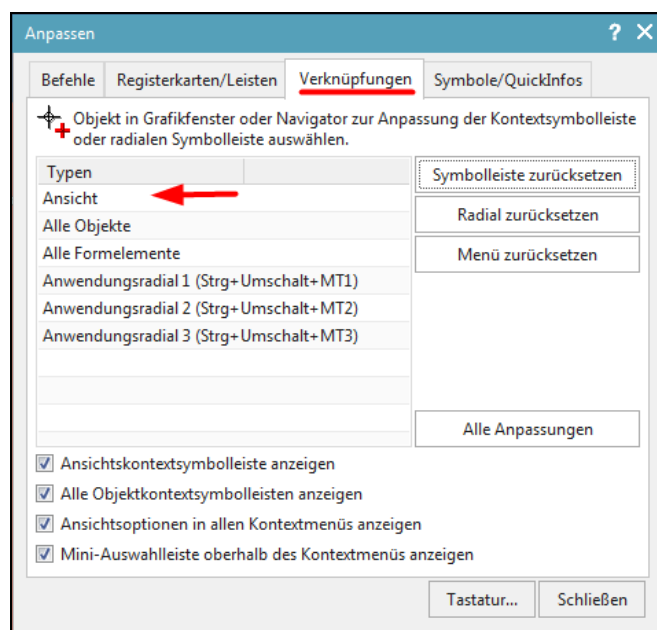 Anpassen
? ×
Befehle Registerkarten/Leisten Verknüpfungen Symbole/QuickInfos
Objekt in Grafikfenster oder Navigator zur Anpassung der Kontextsymbolleiste
oder radialen Symbolleiste auswählen.
Typen
Ansicht
Alle Objekte
Alle Formelemente
Anwendungsradial 1 (Strg+Umschalt+MT1)
Anwendungsradial 2 (Strg+Umschalt+MT2)
Anwendungsradial 3 (Strg+Umschalt+MT3)
Symbolleiste zurücksetzen
Radial zurücksetzen
Menü zurücksetzen
Alle Anpassungen
Ansichtskontextsymbolleiste anzeigen
Alle Objektkontextsymbolleisten anzeigen
Ansichtsoptionen in allen Kontextmenüs anzeigen
Mini-Auswahlleiste oberhalb des Kontextmenüs anzeigen
Tastatur... Schließen